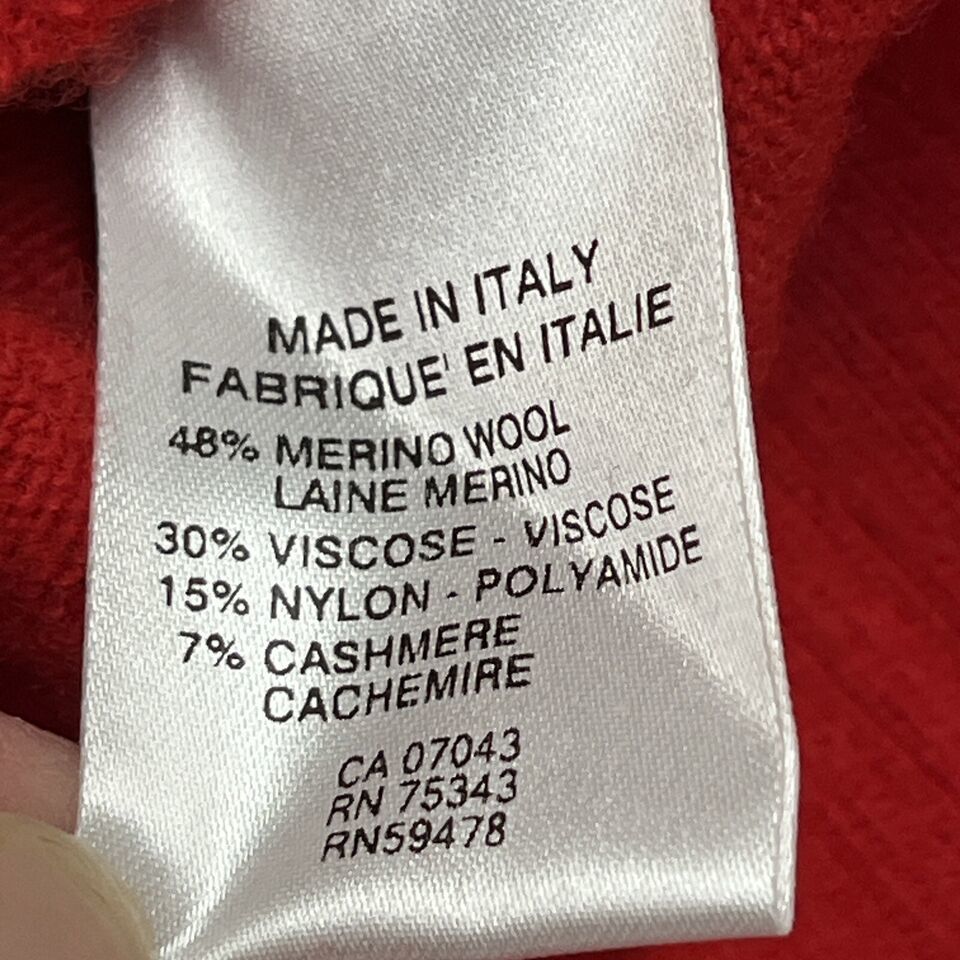 MADE IN ITALY
FABRIQUE' EN ITALIE
48% MERINO WOOL
LAINE MERINO
30% VISCOSE - VISCOSE
15% NYLON - POLYAMIDE
7% CASHMERE
CACHEMIRE
CA 07043
RN 75343
RN59478